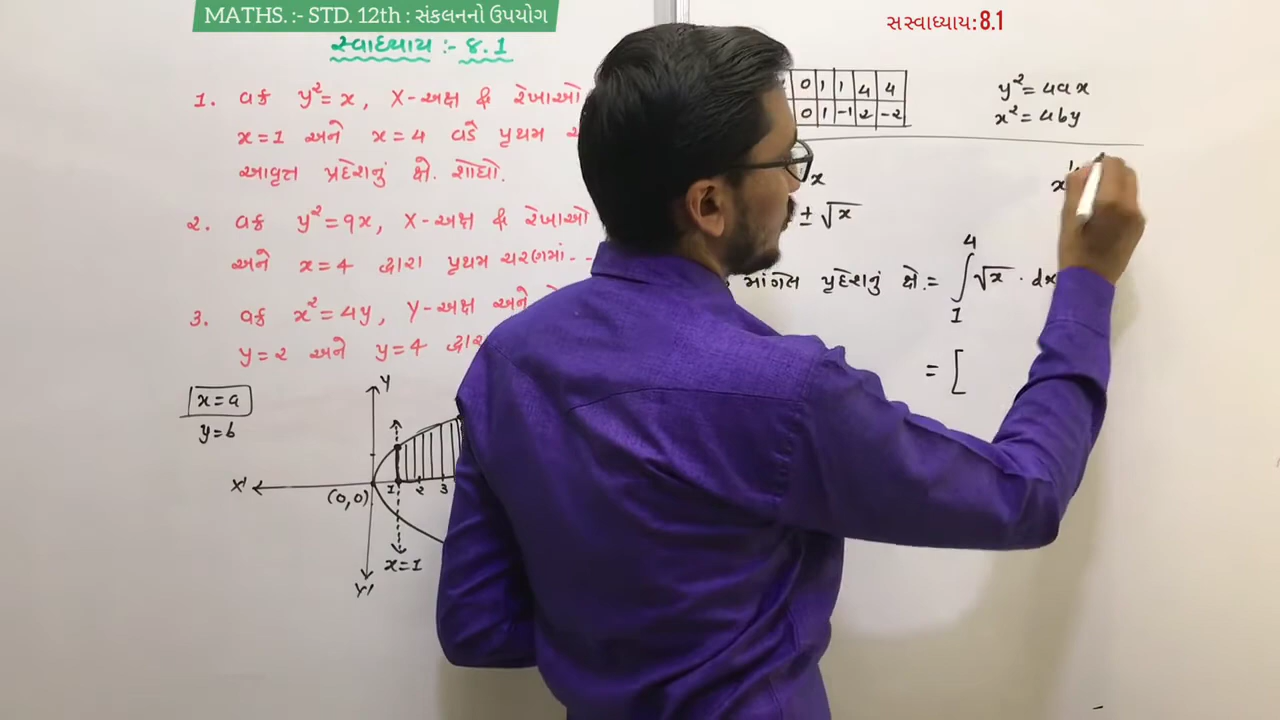 MATHS. :- STD. 12th : સંકલનનો ઉપયોગ
સ્વાધ્યાય :- 8.1
1. વક્ર y²= x, X-અક્ષ & રેખાઓ
x=1 અને x=4 વડે પ્રથમ
આવૃત્ત પ્રદેશનું ક્ષે. શોધો.
2. વક્ર y²= 9x, X-અક્ષ & રેખાઓ
અને x=4 દ્વારા પ્રથમ ચરણમાં--
3. વક્ર x²= 4y, Y-અક્ષ અને
y=2 અને y=4 દ્વારા
x=a
y=b
Y
X'
(0,0)
1 2 3
x=1
Y'
સ્વાધ્યાય: 8.1
0 1 1 4 4
0 1 -1 2 -2
y²= 4ax
x²= 4by
x
± √x
માંગેલ પ્રદેશનું ક્ષે. = ∫₁⁴ √x · dx
= [
x